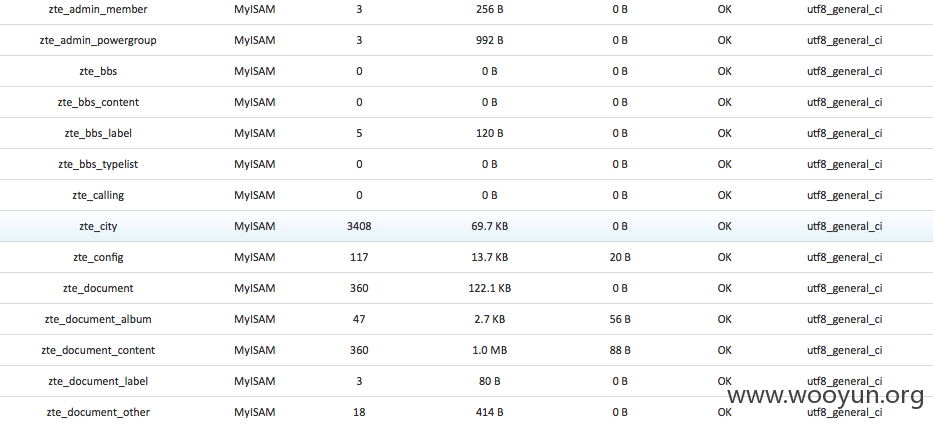 zte_admin_member MyISAM 3 256 B 0 B OK utf8_general_ci
zte_admin_powergroup MyISAM 3 992 B 0 B OK utf8_general_ci
zte_bbs MyISAM 0 0 B 0 B OK utf8_general_ci
zte_bbs_content MyISAM 0 0 B 0 B OK utf8_general_ci
zte_bbs_label MyISAM 5 120 B 0 B OK utf8_general_ci
zte_bbs_typelist MyISAM 0 0 B 0 B OK utf8_general_ci
zte_calling MyISAM 0 0 B 0 B OK utf8_general_ci
zte_city MyISAM 3408 69.7 KB 0 B OK utf8_general_ci
zte_config MyISAM 117 13.7 KB 20 B OK utf8_general_ci
zte_document MyISAM 360 122.1 KB 0 B OK utf8_general_ci
zte_document_album MyISAM 47 2.7 KB 56 B OK utf8_general_ci
zte_document_content MyISAM 360 1.0 MB 88 B OK utf8_general_ci
zte_document_label MyISAM 3 80 B 0 B OK utf8_general_ci
www.wooyun.org
zte_document_other MyISAM 18 414 B 0 B OK utf8_general_ci